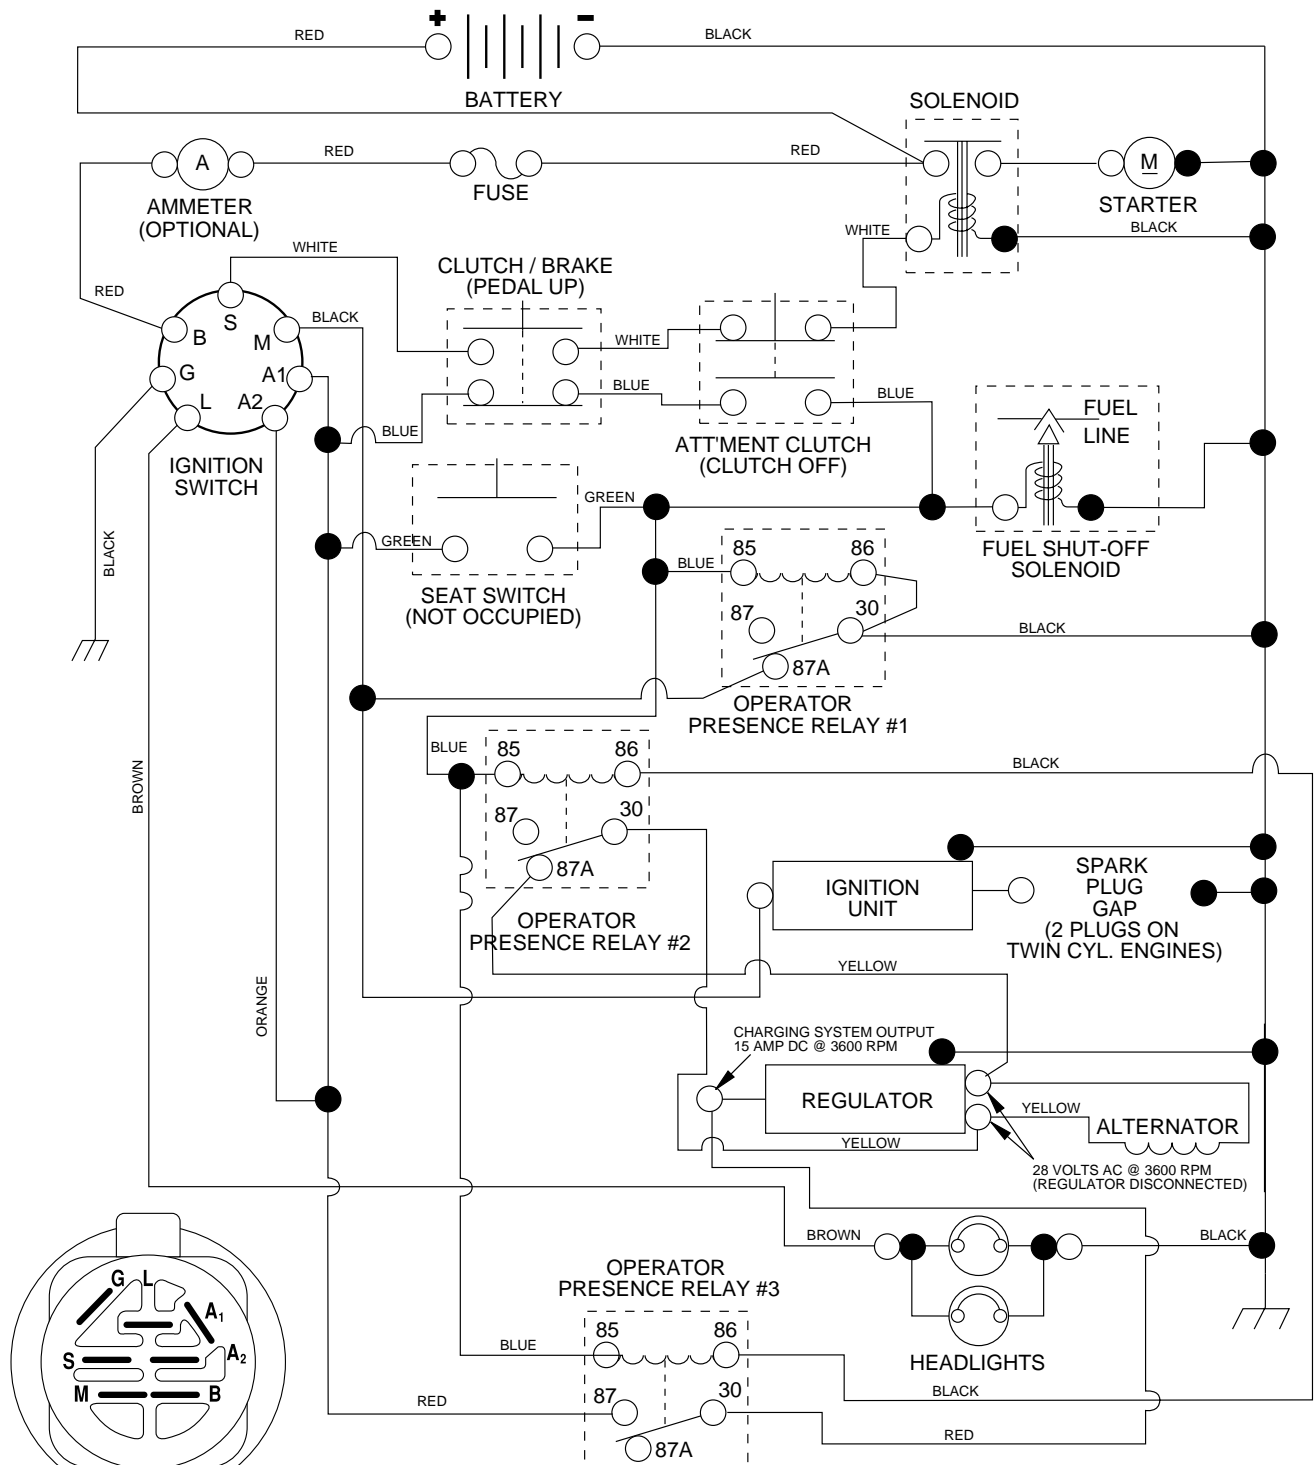 + -
RED
BLACK
BATTERY
SOLENOID
A
RED
FUSE
RED
M
STARTER
AMMETER
(OPTIONAL)
WHITE
BLACK
WHITE
RED
CLUTCH / BRAKE
(PEDAL UP)
S
B
M
BLACK
G
A1
L
A2
IGNITION
SWITCH
WHITE
BLUE
BLUE
BLUE
ATT'MENT CLUTCH
(CLUTCH OFF)
FUEL
LINE
FUEL SHUT-OFF
SOLENOID
GREEN
GREEN
SEAT SWITCH
(NOT OCCUPIED)
BLACK
BLUE
85
86
87
30
87A
BLACK
OPERATOR
PRESENCE RELAY #1
BLUE
85
86
BLACK
87
30
87A
OPERATOR
PRESENCE RELAY #2
BROWN
ORANGE
IGNITION
UNIT
SPARK
PLUG
GAP
(2 PLUGS ON
TWIN CYL. ENGINES)
YELLOW
CHARGING SYSTEM OUTPUT
15 AMP DC @ 3600 RPM
REGULATOR
YELLOW
ALTERNATOR
YELLOW
28 VOLTS AC @ 3600 RPM
(REGULATOR DISCONNECTED)
BROWN
BLACK
HEADLIGHTS
OPERATOR
PRESENCE RELAY #3
85
86
BLUE
BLACK
87
30
RED
RED
87A
G L
A1
S
A2
M
B